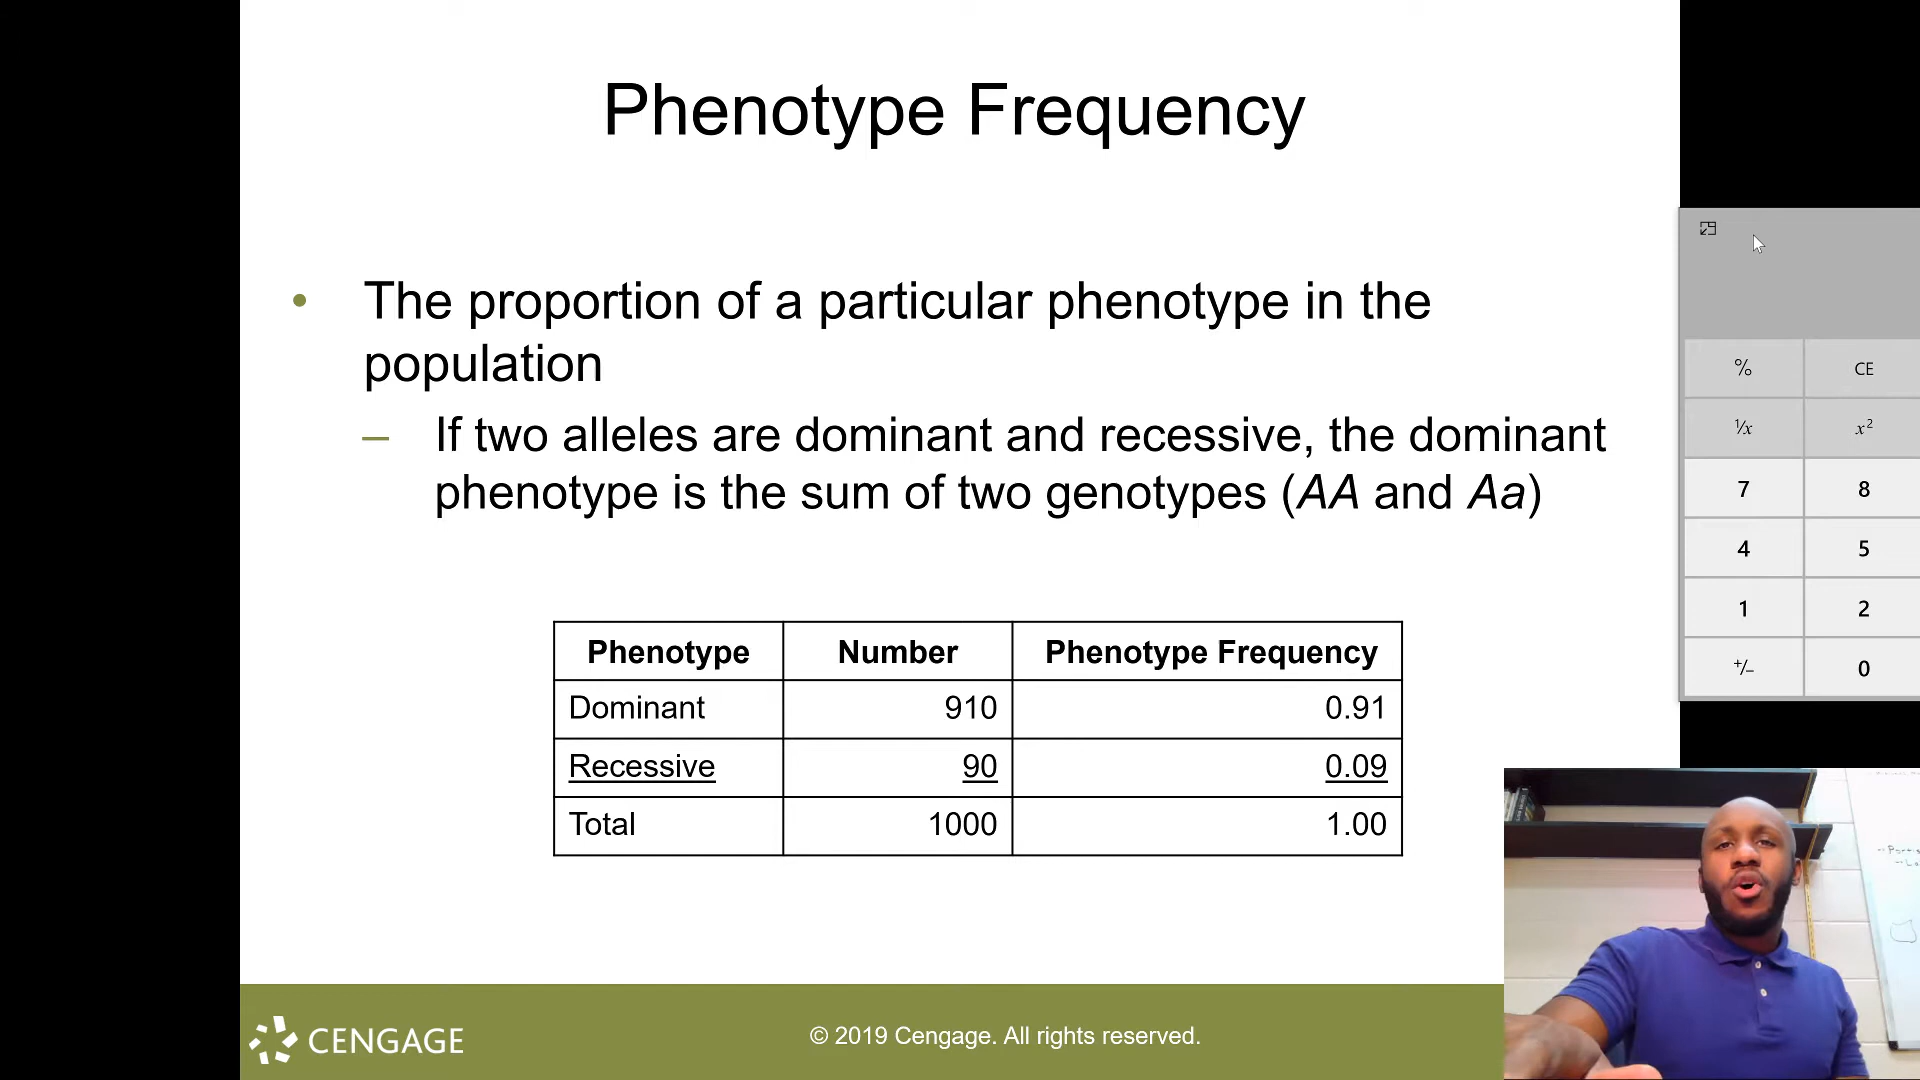 Phenotype Frequency
• The proportion of a particular phenotype in the
population
– If two alleles are dominant and recessive, the dominant
phenotype is the sum of two genotypes (AA and Aa)
Phenotype Number Phenotype Frequency
Dominant 910 0.91
Recessive 90 0.09
Total 1000 1.00
CENGAGE
© 2019 Cengage. All rights reserved.
% CE
¹/x x²
7 8
4 5
1 2
+/− 0